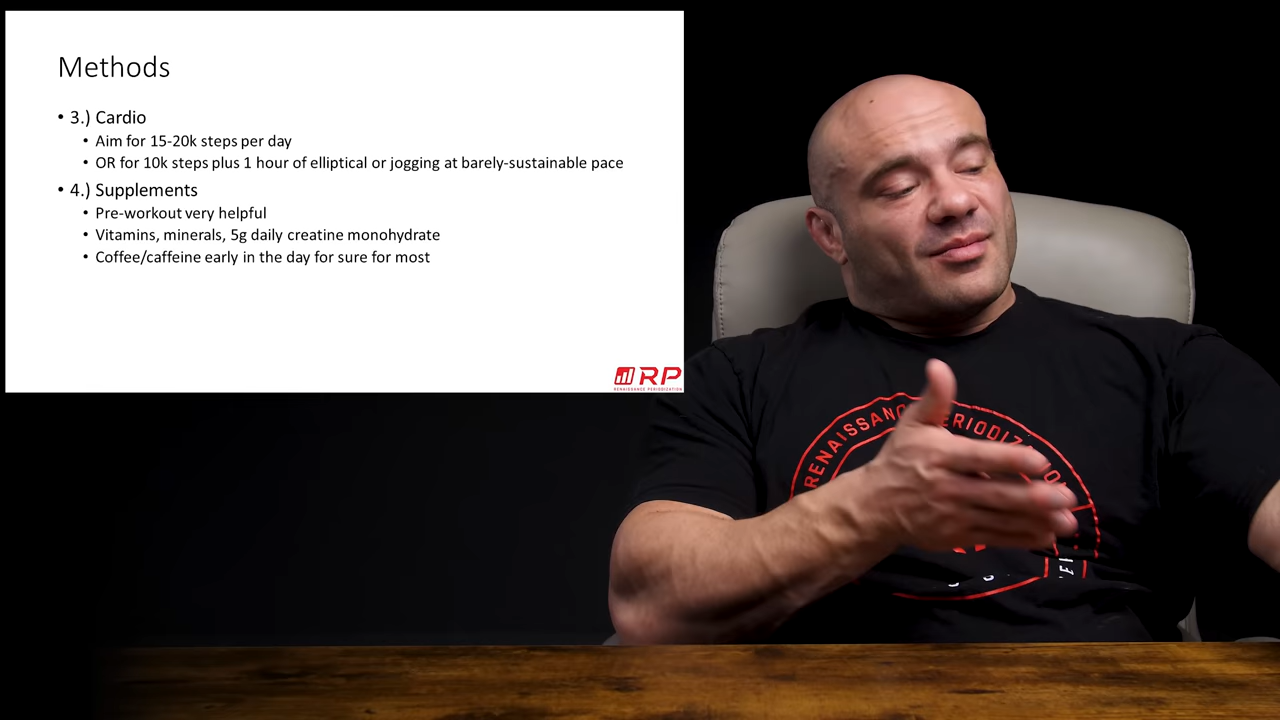 Methods
• 3.) Cardio
• Aim for 15-20k steps per day
• OR for 10k steps plus 1 hour of elliptical or jogging at barely-sustainable pace
• 4.) Supplements
• Pre-workout very helpful
• Vitamins, minerals, 5g daily creatine monohydrate
• Coffee/caffeine early in the day for sure for most
RP
RENAISSANCE PERIODIZATION